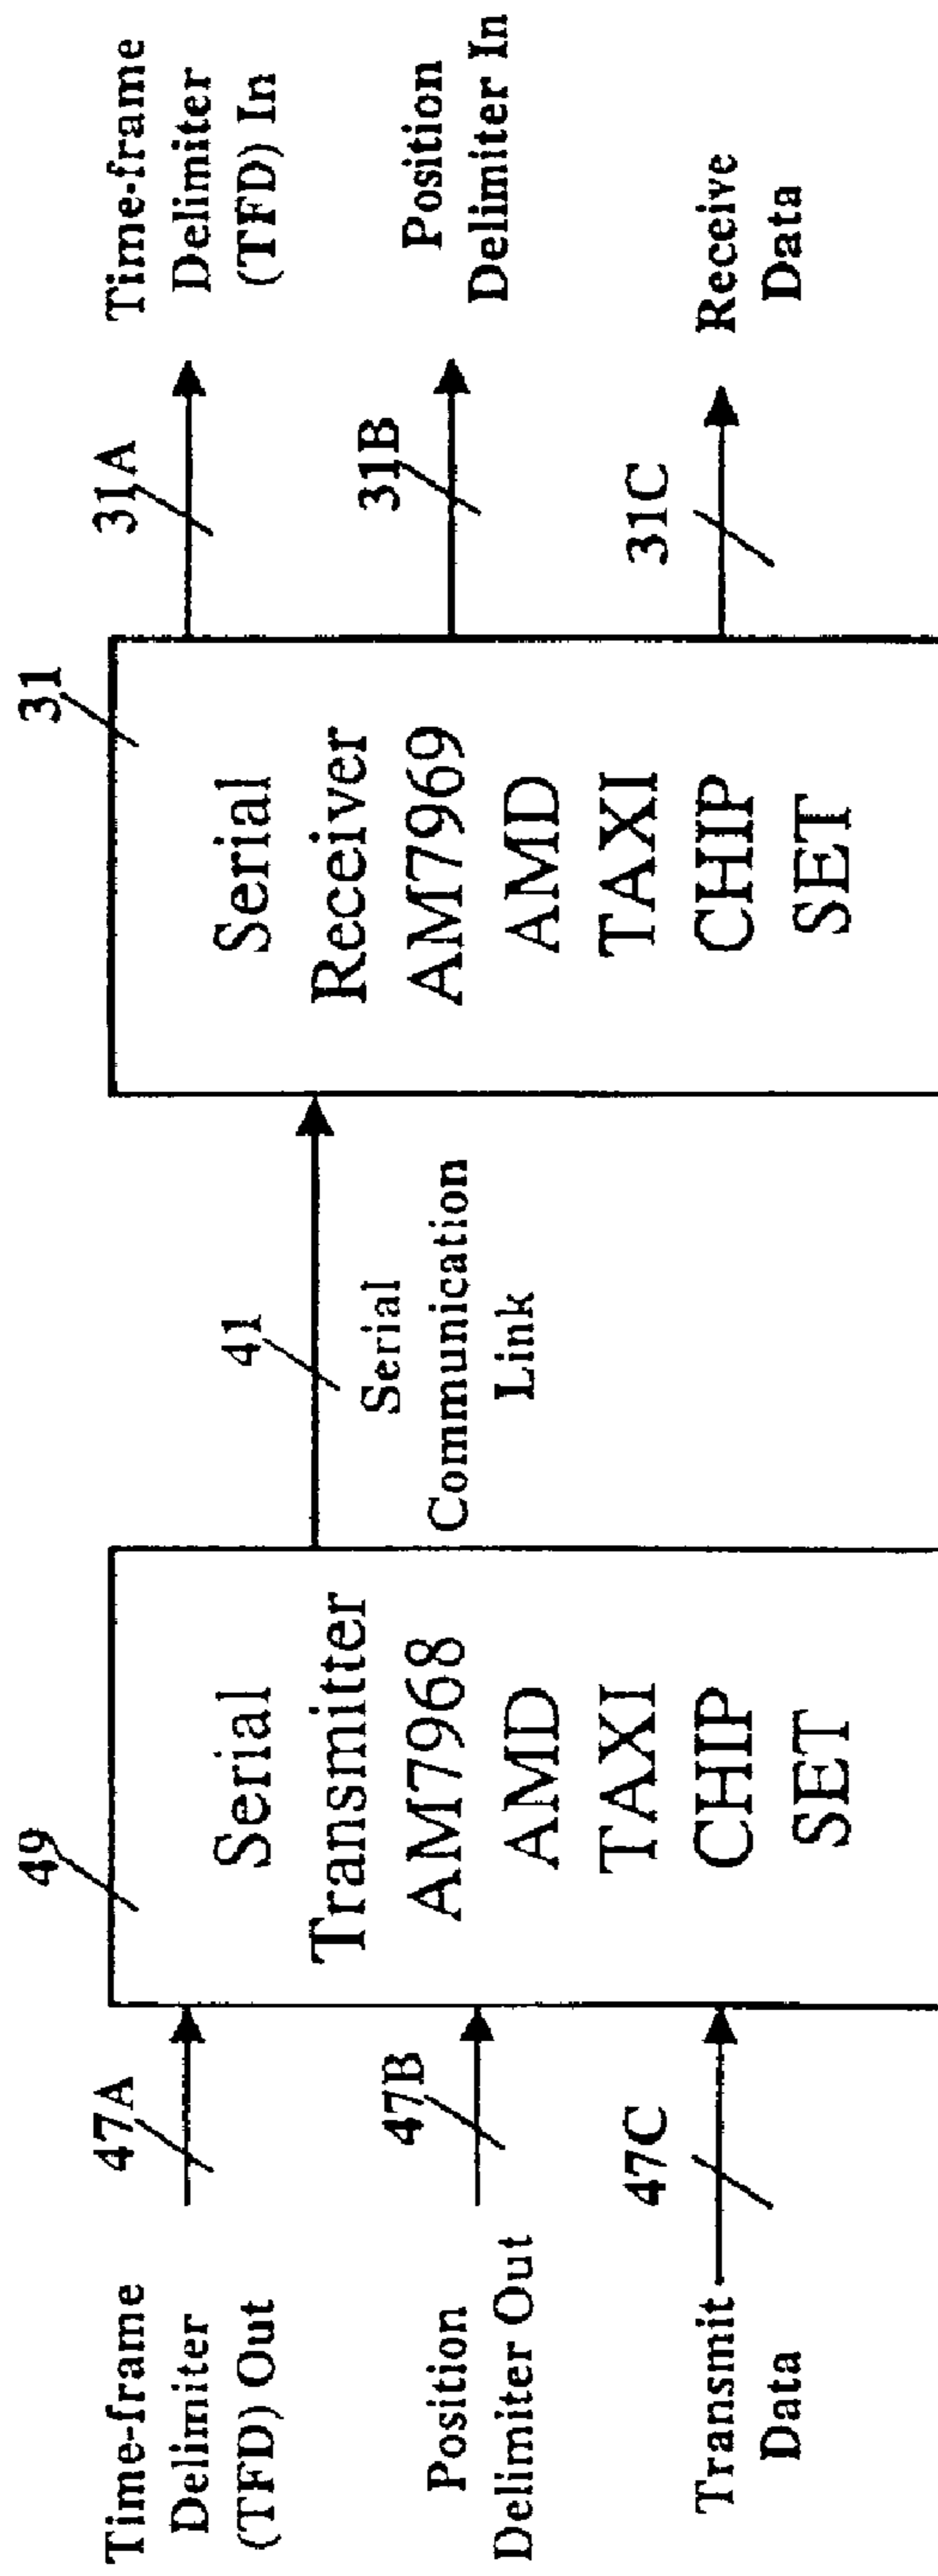 Time-frame
Delimiter
(TFD) Out
47A
Position
Delimiter Out
47B
Transmit
Data
47C
49
Serial
Transmitter
AM7968
AMD
TAXI
CHIP
SET
41
Serial
Communication
Link
31
Serial
Receiver
AM7969
AMD
TAXI
CHIP
SET
31A
Time-frame
Delimiter
(TFD) In
31B
Position
Delimiter In
31C
Receive
Data